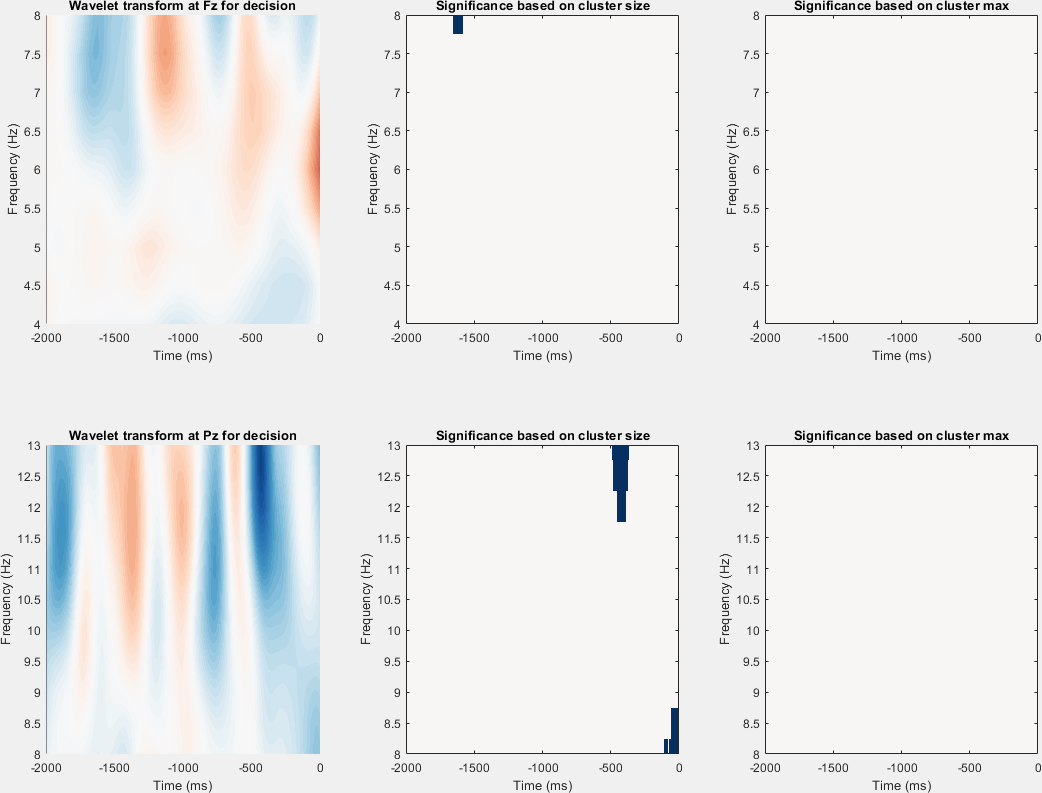 Wavelet transform at Fz for decision
Frequency (Hz)
8
7.5
7
6.5
6
5.5
5
4.5
4
-2000 -1500 -1000 -500 0
Time (ms)
Significance based on cluster size
Frequency (Hz)
8
7.5
7
6.5
6
5.5
5
4.5
4
-2000 -1500 -1000 -500 0
Time (ms)
Significance based on cluster max
Frequency (Hz)
8
7.5
7
6.5
6
5.5
5
4.5
4
-2000 -1500 -1000 -500 0
Time (ms)
Wavelet transform at Pz for decision
Frequency (Hz)
13
12.5
12
11.5
11
10.5
10
9.5
9
8.5
8
-2000 -1500 -1000 -500 0
Time (ms)
Significance based on cluster size
Frequency (Hz)
13
12.5
12
11.5
11
10.5
10
9.5
9
8.5
8
-2000 -1500 -1000 -500 0
Time (ms)
Significance based on cluster max
Frequency (Hz)
13
12.5
12
11.5
11
10.5
10
9.5
9
8.5
8
-2000 -1500 -1000 -500 0
Time (ms)